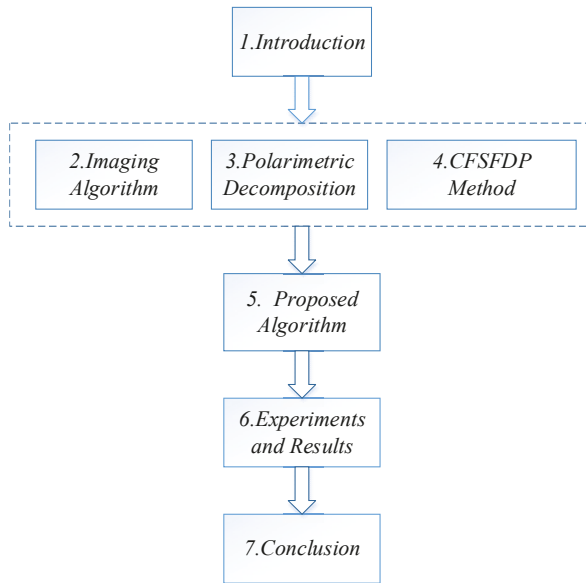 1.Introduction
2.Imaging
Algorithm
3.Polarimetric
Decomposition
4.CFSFDP
Method
5. Proposed
Algorithm
6.Experiments
and Results
7.Conclusion